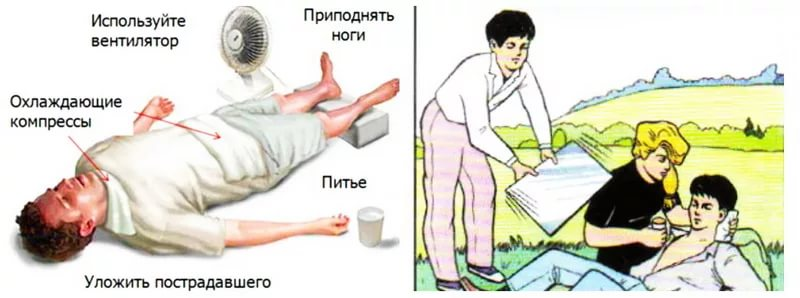 Используйте
вентилятор
Приподнять
ноги
Охлаждающие
компрессы
Питье
Уложить пострадавшего